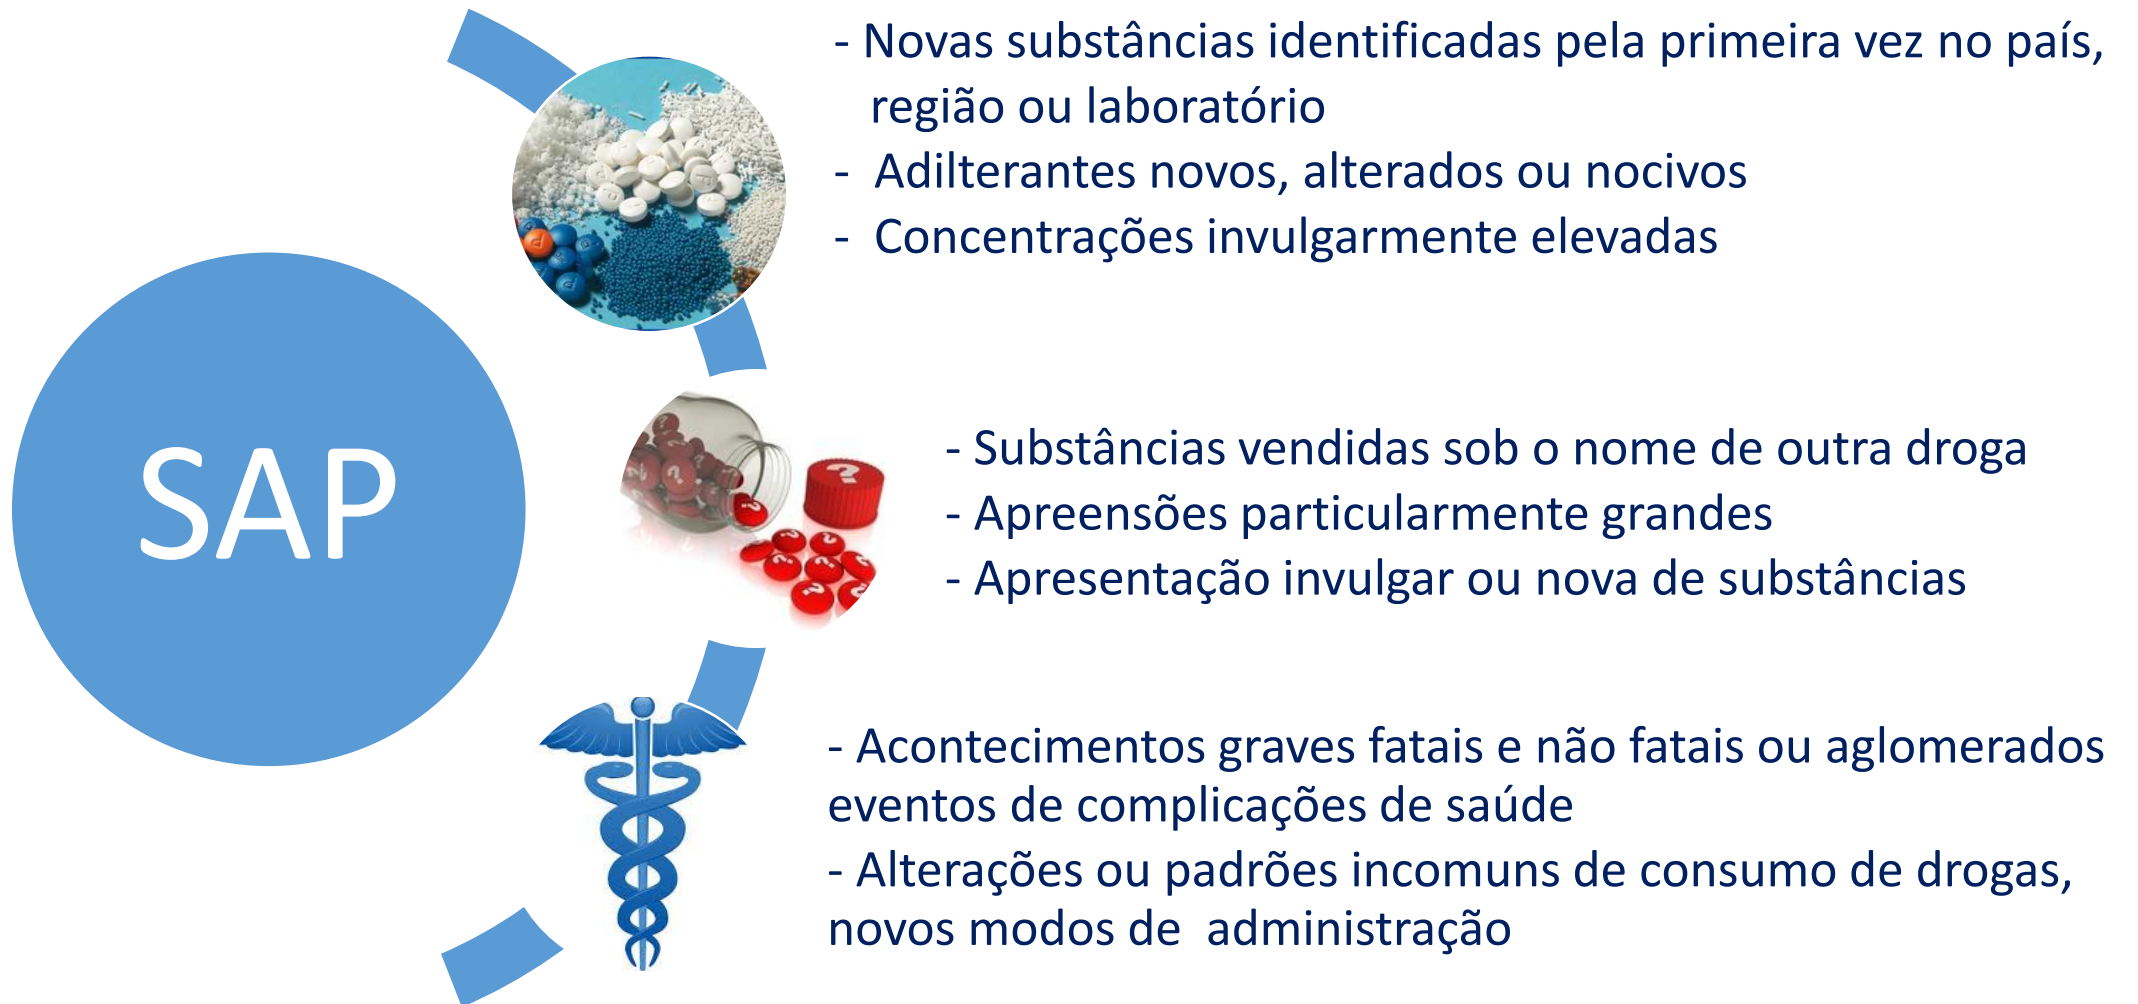 - Novas substâncias identificadas pela primeira vez no país,
região ou laboratório
- Adilterantes novos, alterados ou nocivos
- Concentrações invulgarmente elevadas
SAP
- Substâncias vendidas sob o nome de outra droga
- Apreensões particularmente grandes
- Apresentação invulgar ou nova de substâncias
- Acontecimentos graves fatais e não fatais ou aglomerados
eventos de complicações de saúde
- Alterações ou padrões incomuns de consumo de drogas,
novos modos de administração